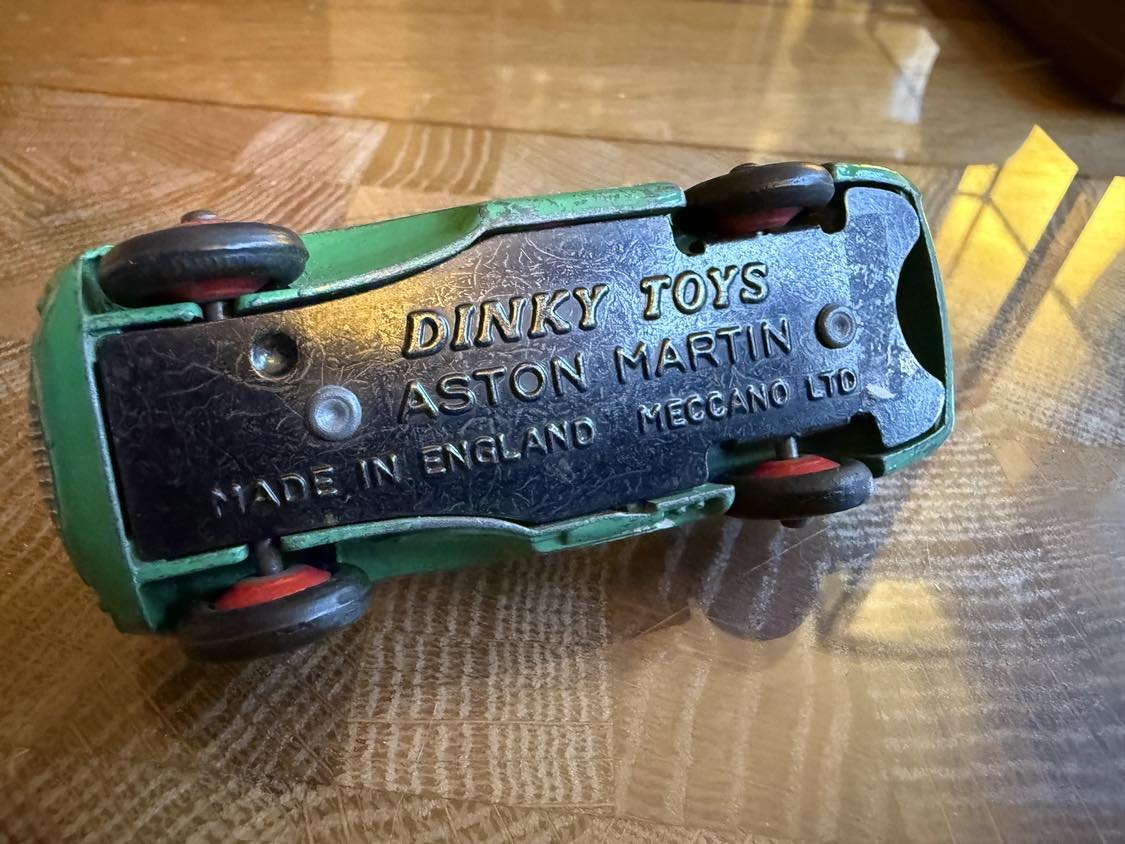 DINKY TOYS
ASTON MARTIN
MADE IN ENGLAND MECCANO LTD